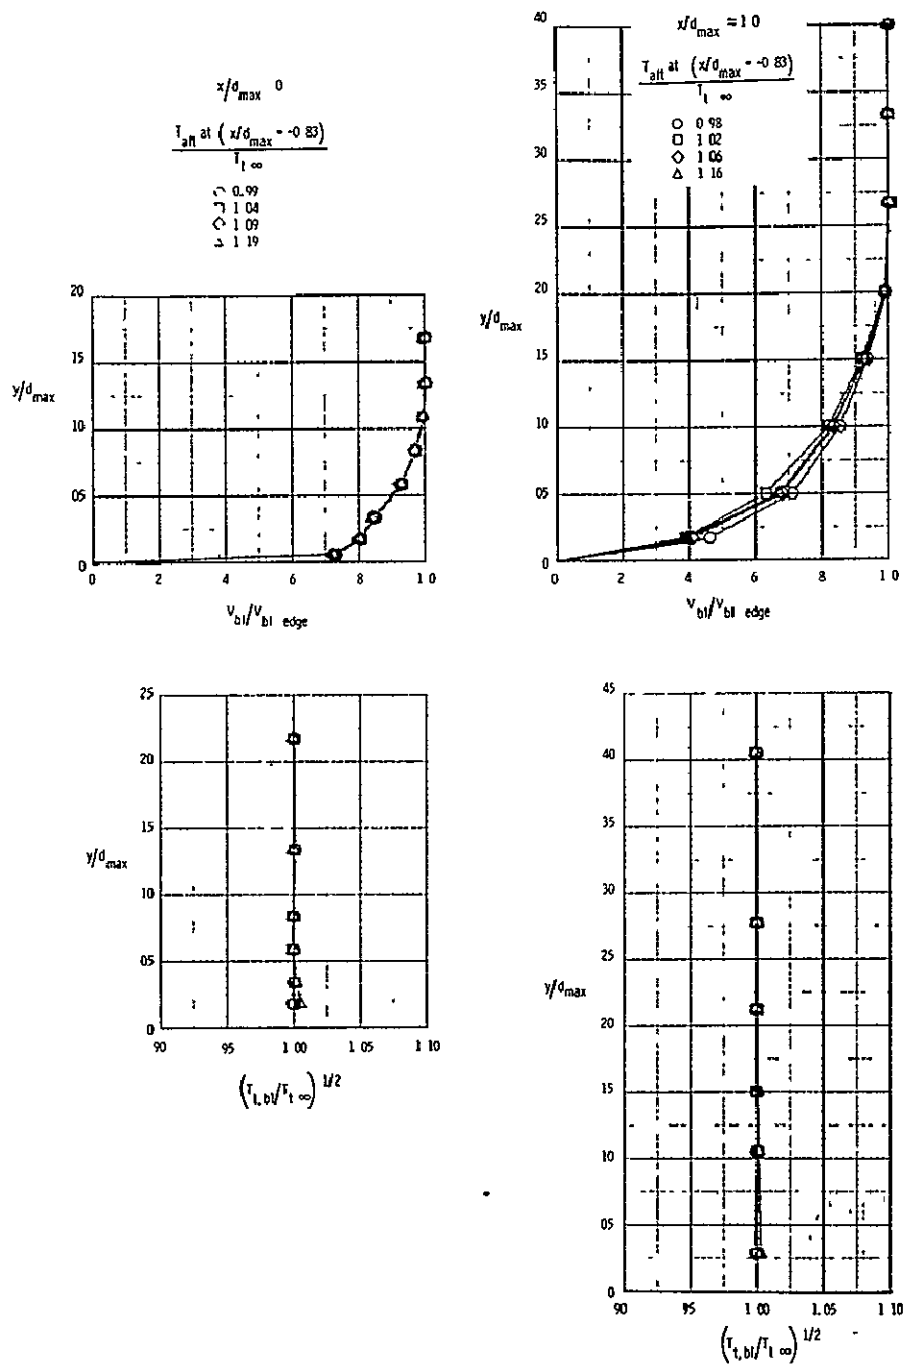 x/d_max 0
T_aft at (x/d_max = -0 83)
T_t ∞
0.99
1 04
1 09
1 19
20
15
10
05
0
y/d_max
0 2 4 6 8 1 0
V_bl/V_bl edge
40
35
30
25
20
15
10
05
0
x/d_max = 1 0
T_aft at (x/d_max = -0 83)
T_t ∞
0 98
1 02
1 06
1 16
y/d_max
0 2 4 6 8 1 0
V_bl/V_bl edge
25
20
15
10
05
0
y/d_max
90 95 1 00 1 05 1 10
(T_t,bl/T_t ∞)^1/2
45
40
35
30
25
20
15
10
05
0
y/d_max
90 95 1 00 1.05 1 10
(T_t,bl/T_t ∞)^1/2